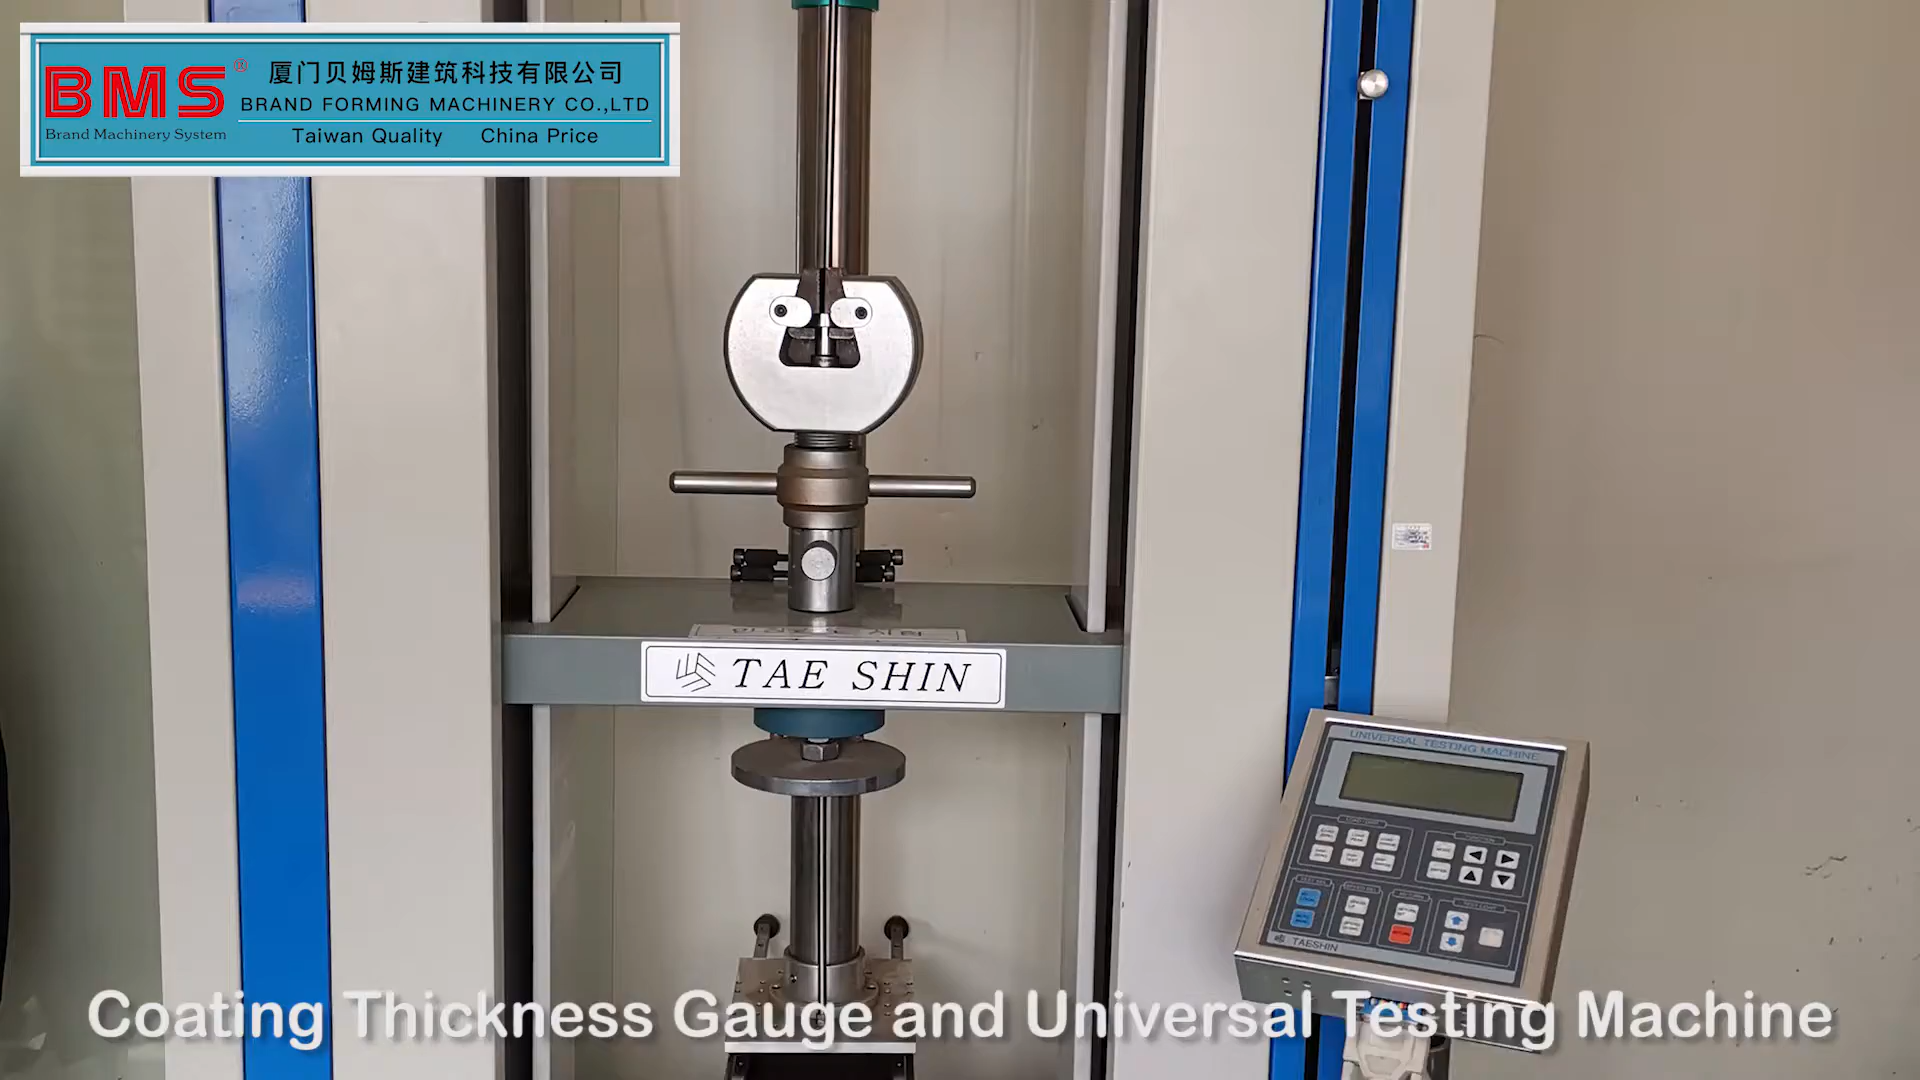 BMS®
Brand Machinery System
厦门贝姆斯建筑科技有限公司
BRAND FORMING MACHINERY CO.,LTD
Taiwan Quality China Price
TAE SHIN
UNIVERSAL TESTING MACHINE
TAESHIN
Coating Thickness Gauge and Universal Testing Machine